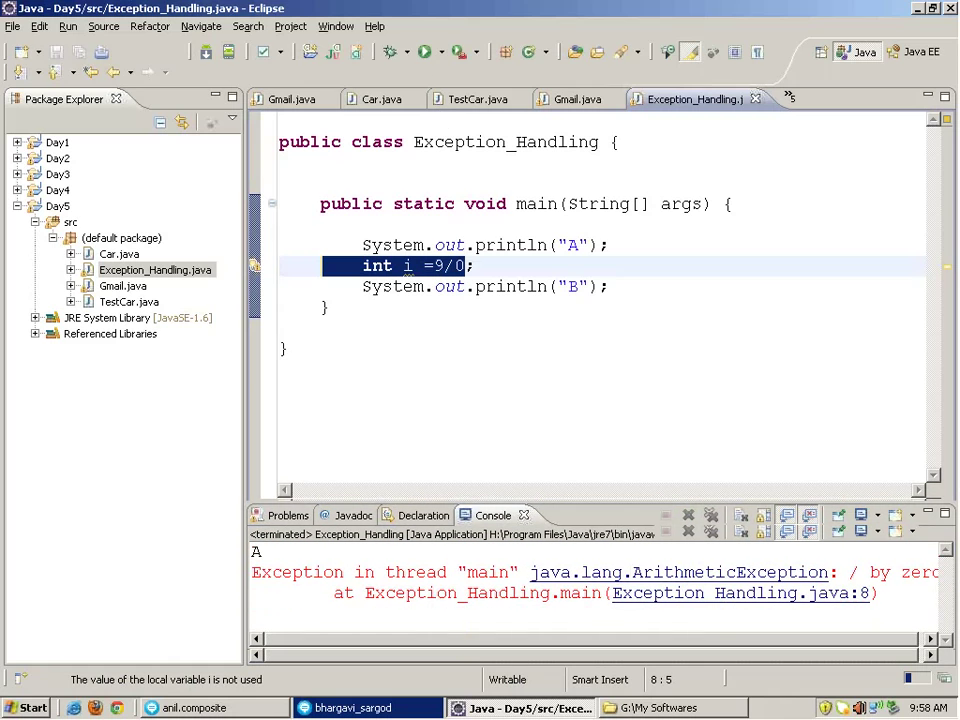 Java - Day5/src/Exception_Handling.java - Eclipse
File Edit Run Source Refactor Navigate Search Project Window Help
Java Java EE
Package Explorer
Gmail.java Car.java TestCar.java Gmail.java Exception_Handling.j »5
Day1
Day2
Day3
Day4
Day5
src
(default package)
Car.java
Exception_Handling.java
Gmail.java
TestCar.java
JRE System Library [JavaSE-1.6]
Referenced Libraries
public class Exception_Handling {
public static void main(String[] args) {
System.out.println("A");
int i =9/0;
System.out.println("B");
}
}
Problems @ Javadoc Declaration Console
<terminated> Exception_Handling [Java Application] H:\Program Files\Java\jre7\bin\javaw
A
Exception in thread "main" java.lang.ArithmeticException: / by zero
at Exception_Handling.main(Exception_Handling.java:8)
The value of the local variable i is not used Writable Smart Insert 8 : 5
Start anil.composite bhargavi_sargod Java - Day5/src/Exce... G:\My Softwares 9:58 AM